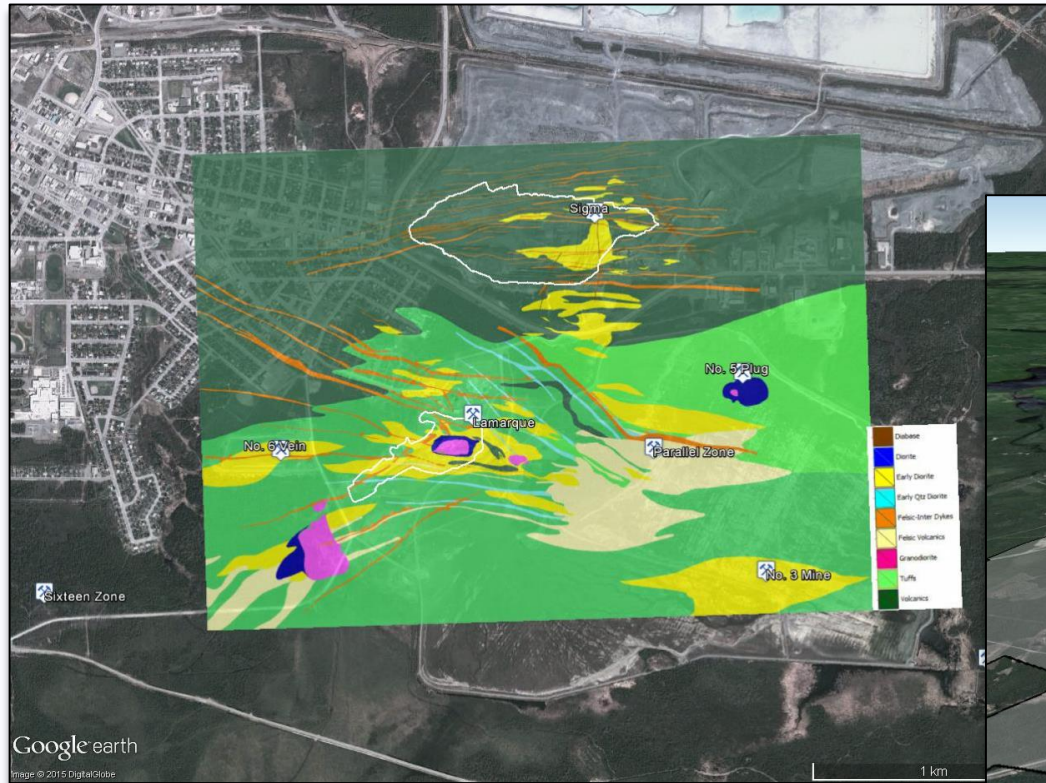 Sigma
No. 5 Plug
Lamarque
No. 6 Vein
Parallel Zone
Diabase
Diorite
Early Diorite
Early Qtz Diorite
Felsic-Inter Dykes
Felsic Volcanics
Granodiorite
Tuffs
Volcanics
No. 3 Mine
Sixteen Zone
Google earth
Image © 2015 DigitalGlobe
1 km